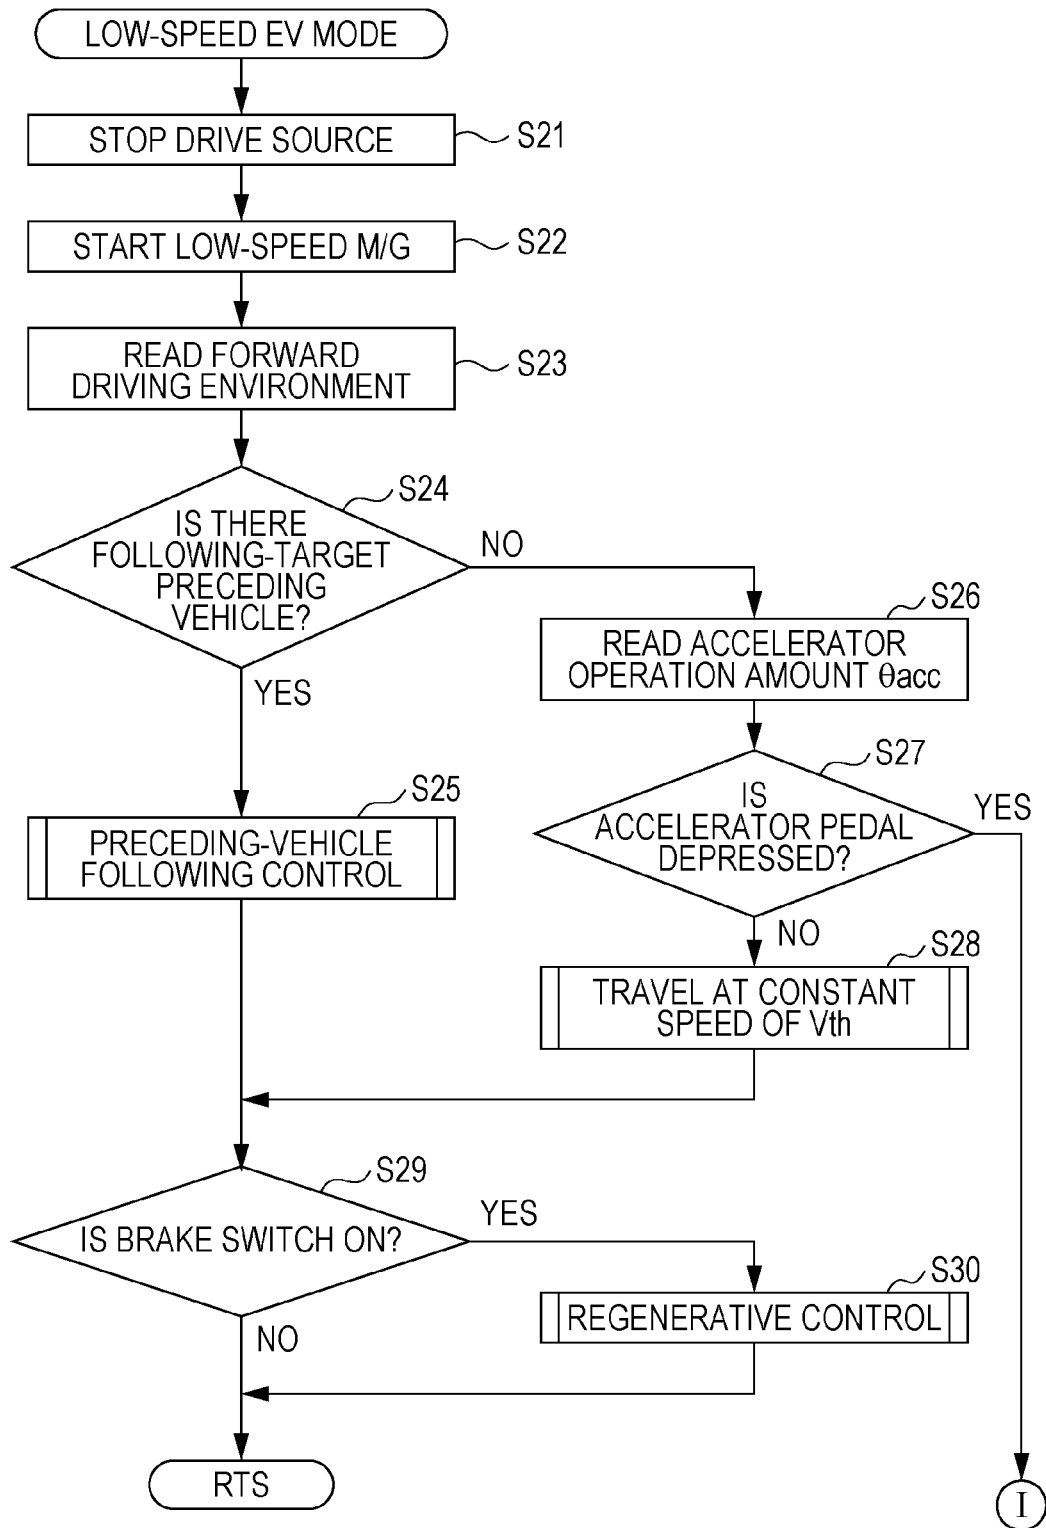 LOW-SPEED EV MODE
STOP DRIVE SOURCE
S21
START LOW-SPEED M/G
S22
READ FORWARD
DRIVING ENVIRONMENT
S23
S24
IS THERE
FOLLOWING-TARGET
PRECEDING
VEHICLE?
NO
YES
S26
READ ACCELERATOR
OPERATION AMOUNT θacc
S27
IS
ACCELERATOR PEDAL
DEPRESSED?
YES
NO
S25
PRECEDING-VEHICLE
FOLLOWING CONTROL
S28
TRAVEL AT CONSTANT
SPEED OF Vth
S29
IS BRAKE SWITCH ON?
YES
NO
S30
REGENERATIVE CONTROL
RTS
I